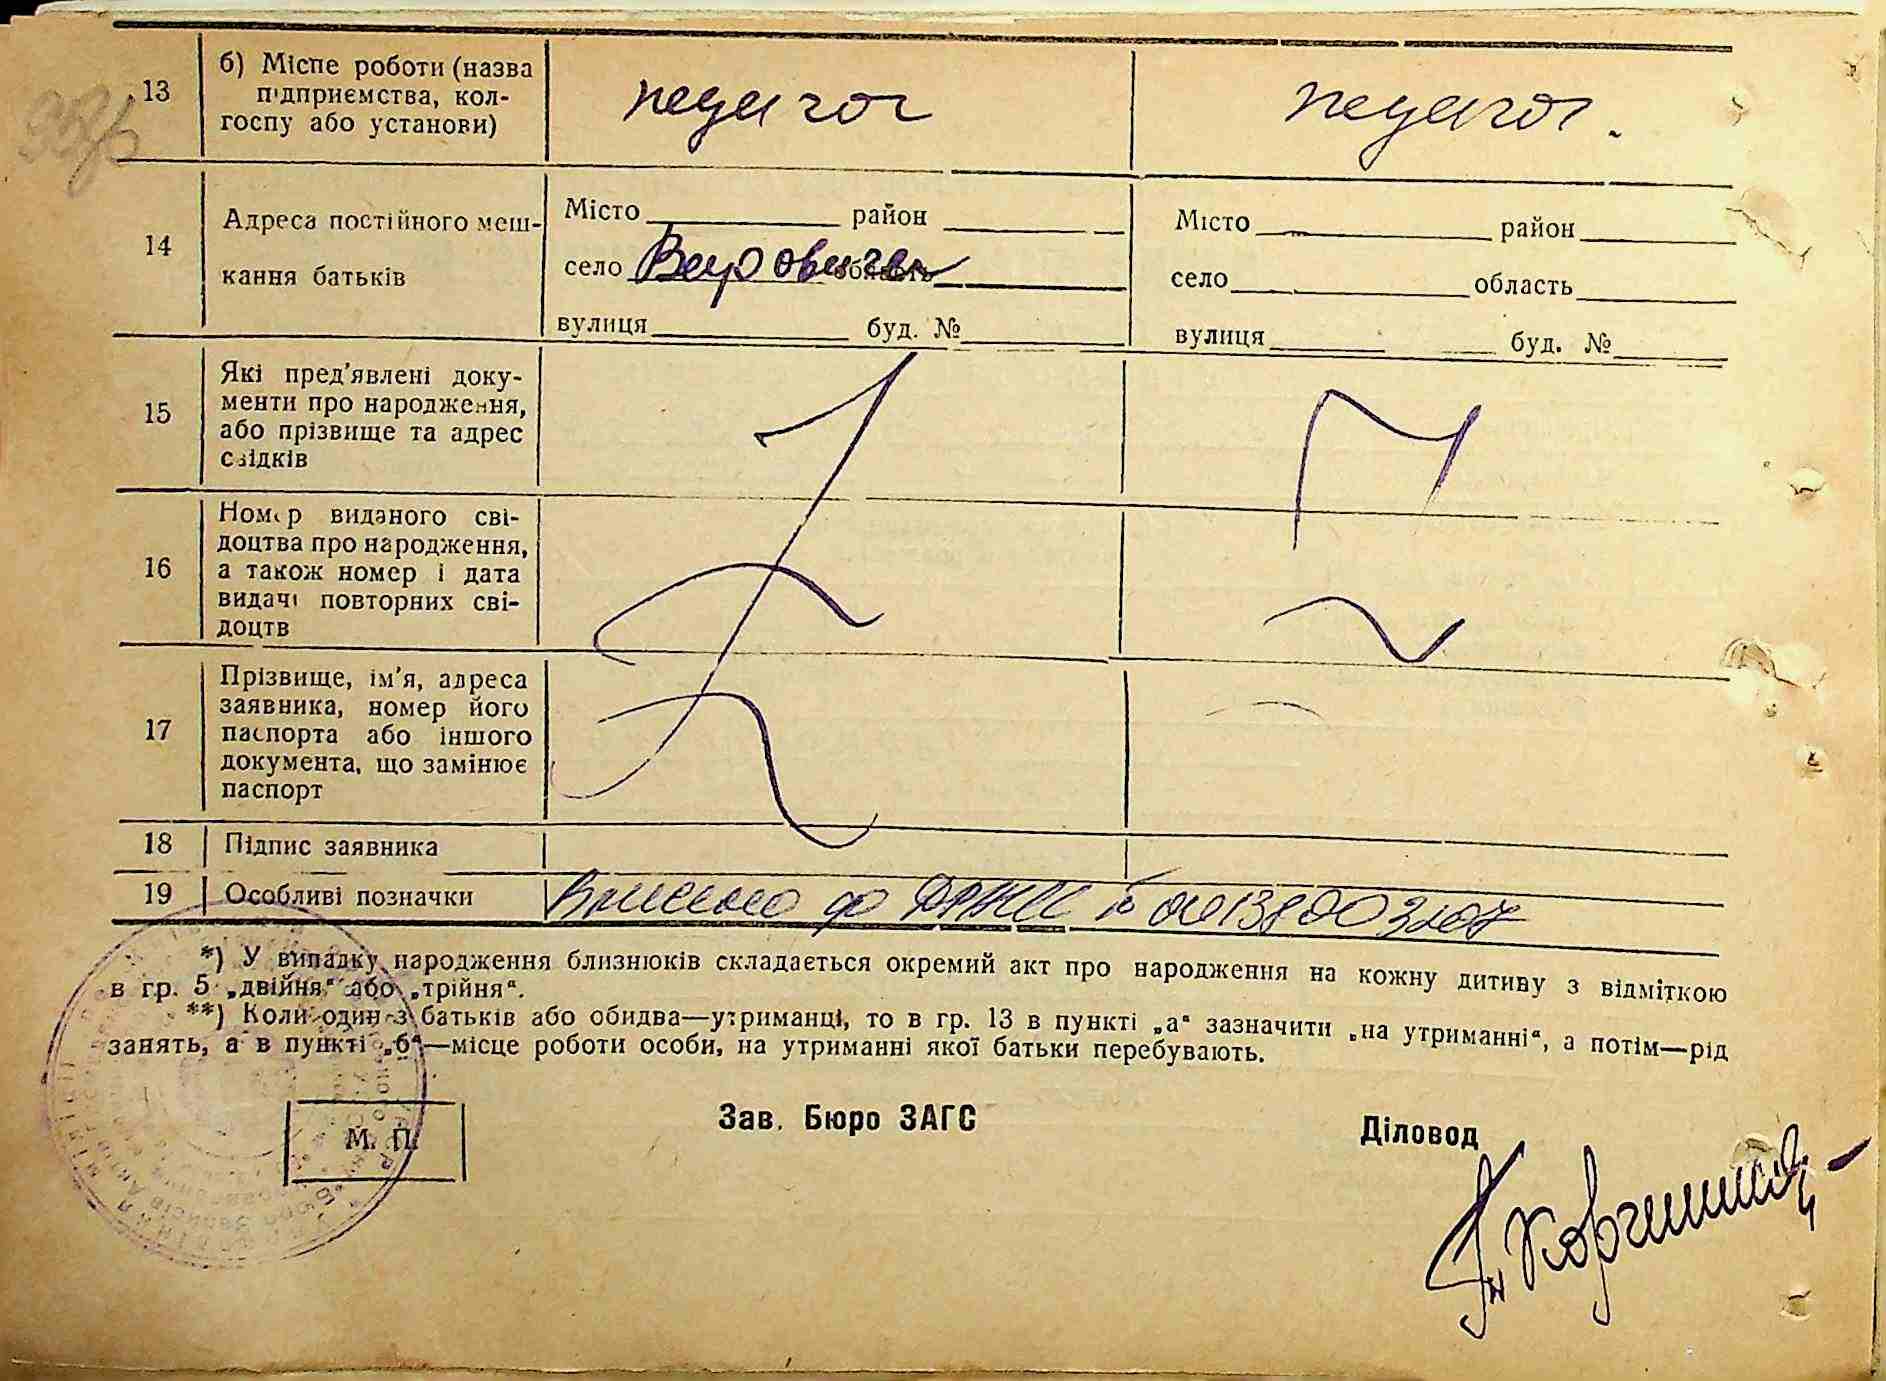 13
б) Місце роботи (назва
підприємства, кол-
госпу або установи)
педагог
педагог.
14
Адреса постійного меш-
кання батьків
Місто район
село область
вулиця буд. №
Місто район
село область
вулиця буд. №
15
Які пред'явлені доку-
менти про народження,
або прізвище та адрес
свідків
16
Номер виданого сві-
доцтва про народження,
а також номер і дата
видачі повторних сві-
доцтв
17
Прізвище, ім'я, адреса
заявника, номер його
паспорта або іншого
документа, що замінює
паспорт
18 Підпис заявника
19 Особливі позначки
Внесено до
*) У випадку народження близнюків складається окремий акт про народження на кожну дитину з відміткою
в гр. 5 „двійня“ або „трійня“.
**) Коли один з батьків або обидва—утриманці, то в гр. 13 в пункті „а“ зазначити „на утриманні“, а потім—рід
занять, а в пункті „б“—місце роботи особи, на утриманні якої батьки перебувають.
М. П.
Зав. Бюро ЗАГС
Діловод